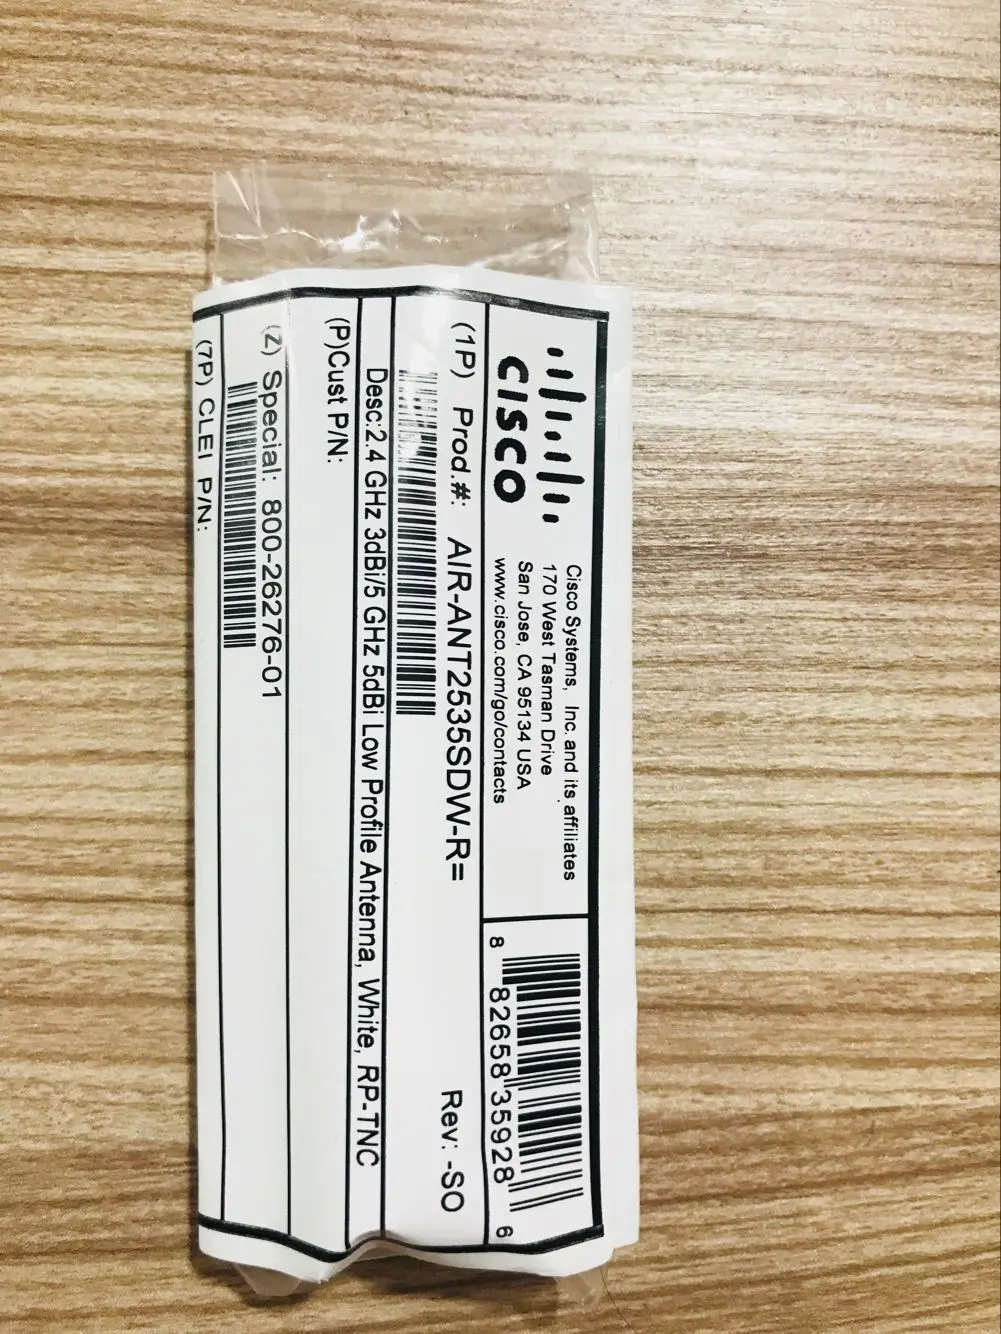 CISCO
Cisco Systems, Inc. and its affiliates
170 West Tasman Drive
San Jose, CA 95134 USA
www.cisco.com/go/contacts
8 82658 35928 6
(1P) Prod.#: AIR-ANT2535SDW-R= Rev: -SO
Desc:2.4 GHz 3dBi/5 GHz 5dBi Low Profile Antenna, White, RP-TNC
(P)Cust P/N:
(Z) Special: 800-26276-01
(7P) CLEI P/N: